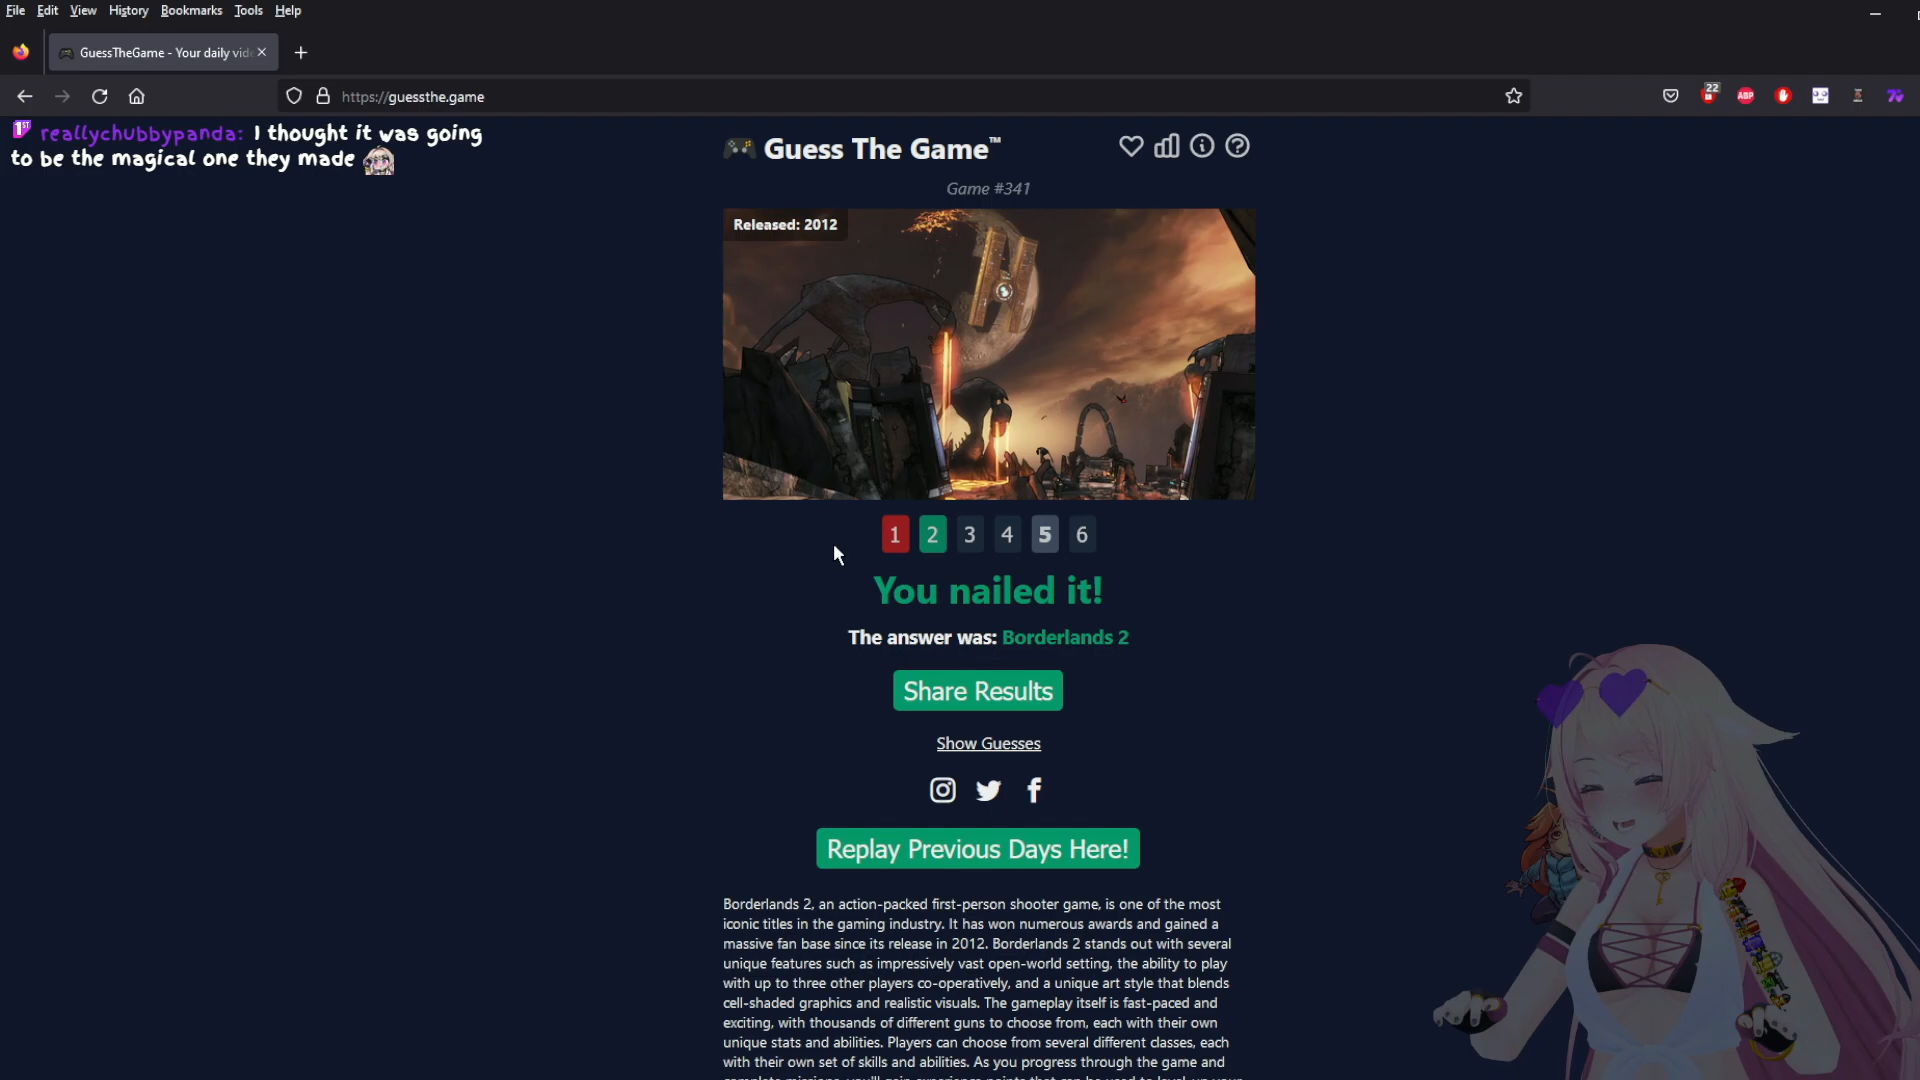 File Edit View History Bookmarks Tools Help
GuessTheGame - Your daily vid
https://guessthe.game
22
ABP
1ST reallychubbypanda: I thought it was going
to be the magical one they made
Guess The Game™
Game #341
Released: 2012
1 2 3 4 5 6
You nailed it!
The answer was: Borderlands 2
Share Results
Show Guesses
Replay Previous Days Here!
Borderlands 2, an action-packed first-person shooter game, is one of the most
iconic titles in the gaming industry. It has won numerous awards and gained a
massive fan base since its release in 2012. Borderlands 2 stands out with several
unique features such as impressively vast open-world setting, the ability to play
with up to three other players co-operatively, and a unique art style that blends
cell-shaded graphics and realistic visuals. The gameplay itself is fast-paced and
exciting, with thousands of different guns to choose from, each with their own
unique stats and abilities. Players can choose from several different classes, each
with their own set of skills and abilities. As you progress through the game and